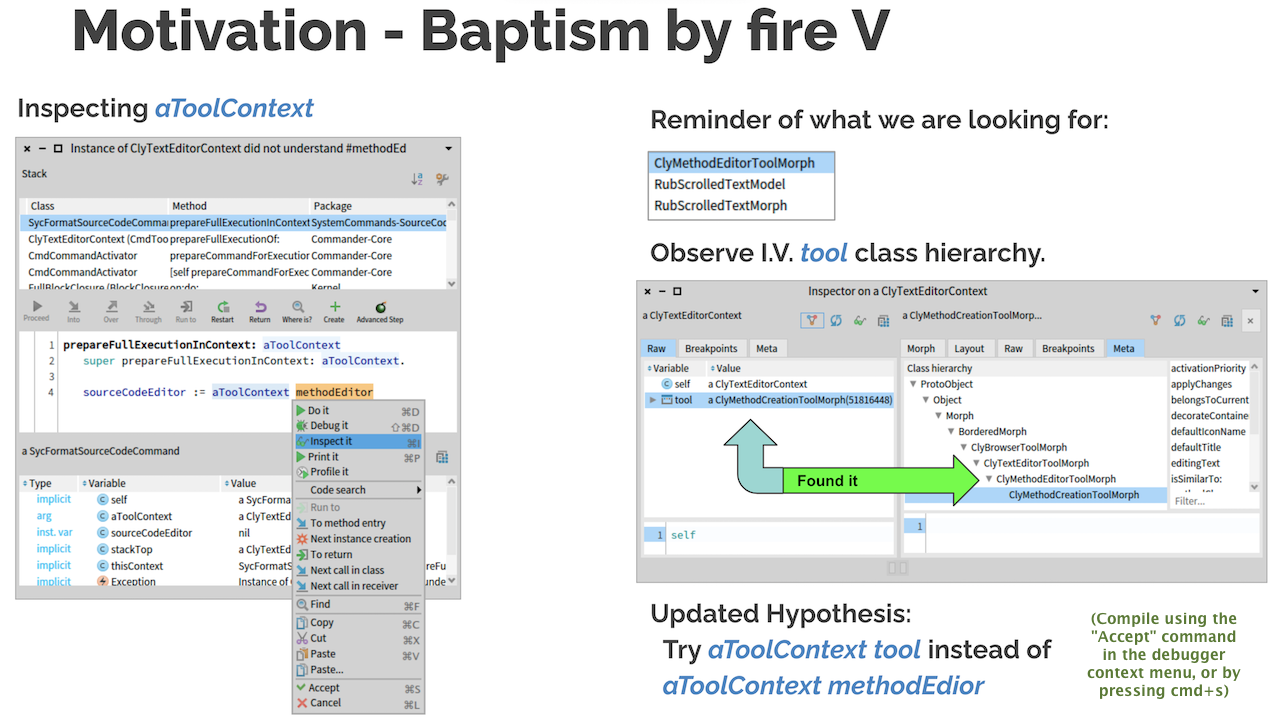 Motivation - Baptism by fire V
Inspecting aToolContext
Instance of ClyTextEditorContext did not understand #methodEd
Stack
Class Method Package
SycFormatSourceCodeComma prepareFullExecutionInContext SystemCommands-SourceCod
ClyTextEditorContext (CmdToo prepareFullExecutionOf: Commander-Core
CmdCommandActivator prepareCommandForExecution Commander-Core
CmdCommandActivator [self prepareCommandForExec Commander-Core
FullBlockClosure (BlockClosure on:do: Kernel
Proceed Into Over Through Run to Restart Return Where is? Create Advanced Step
1 prepareFullExecutionInContext: aToolContext
2 super prepareFullExecutionInContext: aToolContext.
3
4 sourceCodeEditor := aToolContext methodEditor
Do it ⌘D
Debug it ⇧⌘D
Inspect it ⌘I
Print it ⌘P
Profile it
Code search
Run to
To method entry
Next instance creation
To return
Next call in class
Next call in receiver
Find ⌘F
Copy ⌘C
Cut ⌘X
Paste ⌘V
Paste...
Accept ⌘S
Cancel ⌘L
a SycFormatSourceCodeCommand
Type Variable Value
implicit self a SycForma
arg aToolContext a ClyTextEd
inst. var sourceCodeEditor nil
implicit stackTop a ClyTextEd
implicit thisContext SycFormatS reFu
implicit Exception Instance of C unde
Reminder of what we are looking for:
ClyMethodEditorToolMorph
RubScrolledTextModel
RubScrolledTextMorph
Observe I.V. tool class hierarchy.
Inspector on a ClyTextEditorContext
a ClyTextEditorContext
Raw Breakpoints Meta
Variable Value
self a ClyTextEditorContext
tool a ClyMethodCreationToolMorph(51816448)
1 self
a ClyMethodCreationToolMorp...
Morph Layout Raw Breakpoints Meta
Class hierarchy
ProtoObject
Object
Morph
BorderedMorph
ClyBrowserToolMorph
ClyTextEditorToolMorph
ClyMethodEditorToolMorph
ClyMethodCreationToolMorph
activationPriority
applyChanges
belongsToCurrent
decorateContaine
defaultIconName
defaultTitle
editingText
isSimilarTo:
Filter...
1
Found it
Updated Hypothesis:
Try aToolContext tool instead of
aToolContext methodEdior
(Compile using the
"Accept" command
in the debugger
context menu, or by
pressing cmd+s)